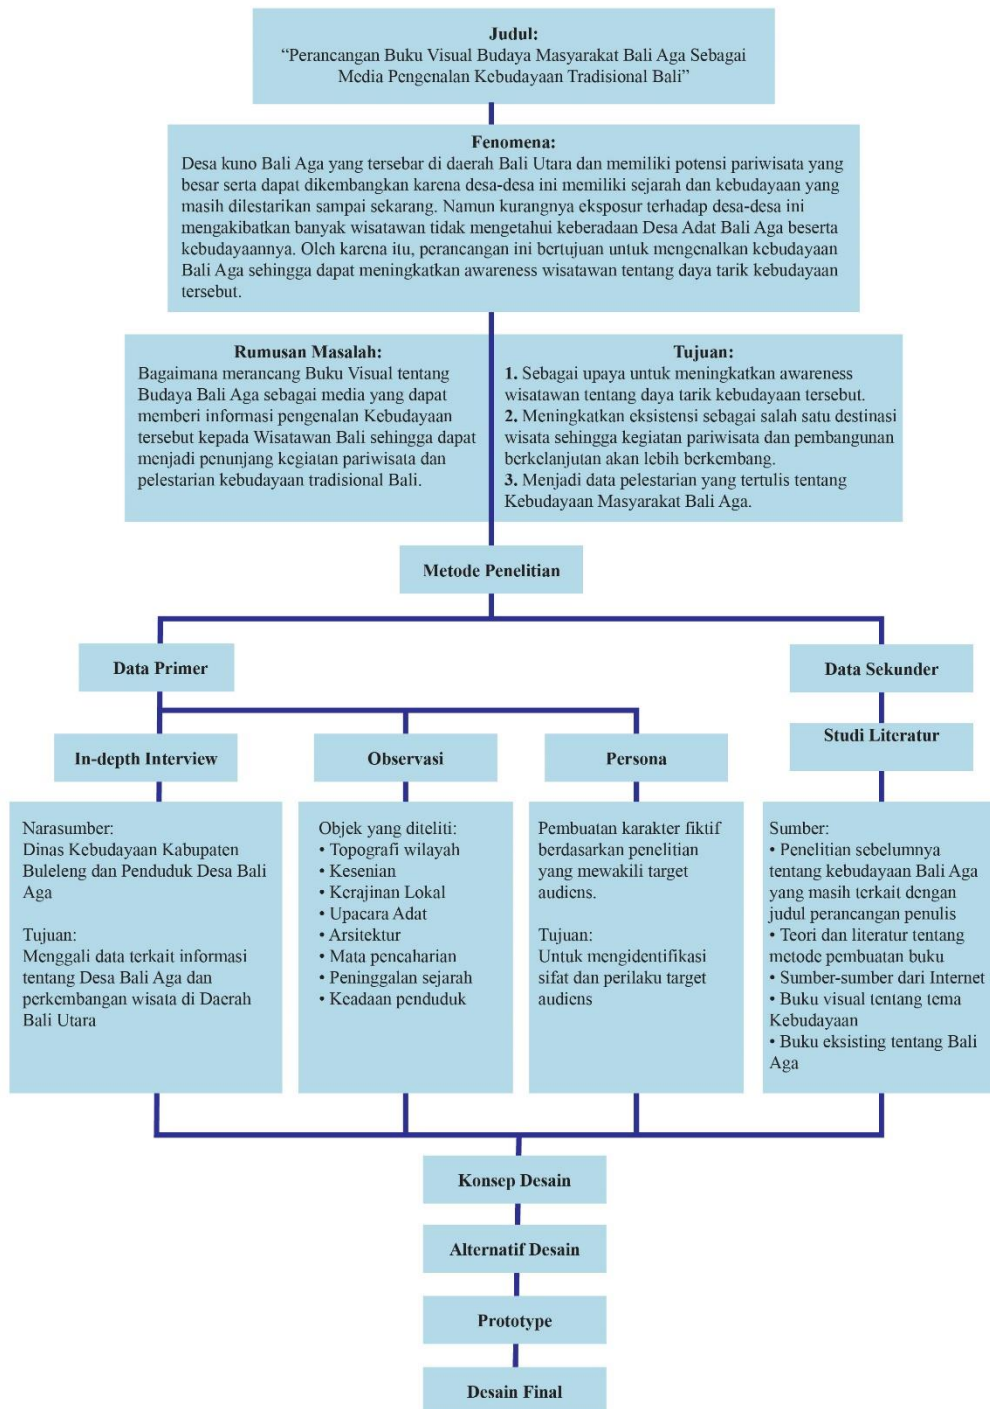 Judul:
“Perancangan Buku Visual Budaya Masyarakat Bali Aga Sebagai
Media Pengenalan Kebudayaan Tradisional Bali”
Fenomena:
Desa kuno Bali Aga yang tersebar di daerah Bali Utara dan memiliki potensi pariwisata yang
besar serta dapat dikembangkan karena desa-desa ini memiliki sejarah dan kebudayaan yang
masih dilestarikan sampai sekarang. Namun kurangnya eksposur terhadap desa-desa ini
mengakibatkan banyak wisatawan tidak mengetahui keberadaan Desa Adat Bali Aga beserta
kebudayaannya. Oleh karena itu, perancangan ini bertujuan untuk mengenalkan kebudayaan
Bali Aga sehingga dapat meningkatkan awareness wisatawan tentang daya tarik kebudayaan
tersebut.
Rumusan Masalah:
Bagaimana merancang Buku Visual tentang
Budaya Bali Aga sebagai media yang dapat
memberi informasi pengenalan Kebudayaan
tersebut kepada Wisatawan Bali sehingga dapat
menjadi penunjang kegiatan pariwisata dan
pelestarian kebudayaan tradisional Bali.
Tujuan:
1. Sebagai upaya untuk meningkatkan awareness
wisatawan tentang daya tarik kebudayaan tersebut.
2. Meningkatkan eksistensi sebagai salah satu destinasi
wisata sehingga kegiatan pariwisata dan pembangunan
berkelanjutan akan lebih berkembang.
3. Menjadi data pelestarian yang tertulis tentang
Kebudayaan Masyarakat Bali Aga.
Metode Penelitian
Data Primer
Data Sekunder
In-depth Interview
Observasi
Persona
Studi Literatur
Narasumber:
Dinas Kebudayaan Kabupaten
Buleleng dan Penduduk Desa Bali
Aga
Tujuan:
Menggali data terkait informasi
tentang Desa Bali Aga dan
perkembangan wisata di Daerah
Bali Utara
Objek yang diteliti:
• Topografi wilayah
• Kesenian
• Kerajinan Lokal
• Upacara Adat
• Arsitektur
• Mata pencaharian
• Peninggalan sejarah
• Keadaan penduduk
Pembuatan karakter fiktif
berdasarkan penelitian
yang mewakili target
audiens.
Tujuan:
Untuk mengidentifikasi
sifat dan perilaku target
audiens
Sumber:
• Penelitian sebelumnya
tentang kebudayaan Bali Aga
yang masih terkait dengan
judul perancangan penulis
• Teori dan literatur tentang
metode pembuatan buku
• Sumber-sumber dari Internet
• Buku visual tentang tema
Kebudayaan
• Buku eksisting tentang Bali
Aga
Konsep Desain
Alternatif Desain
Prototype
Desain Final